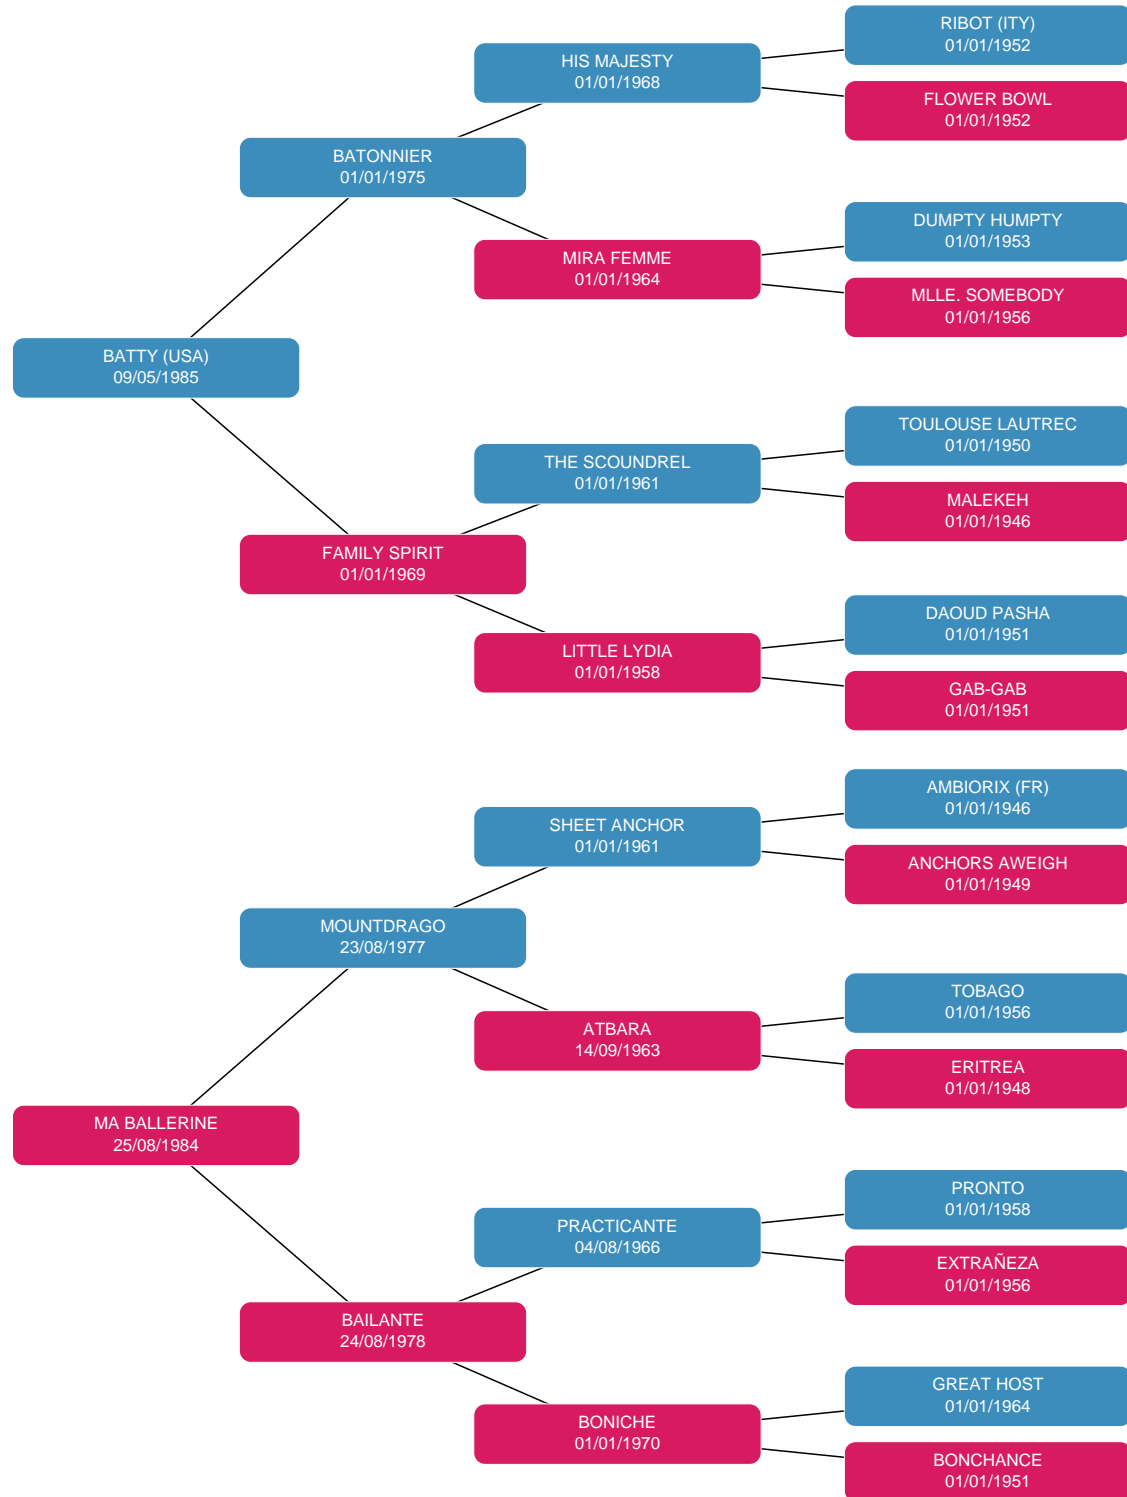 RIBOT (ITY)
01/01/1952
HIS MAJESTY
01/01/1968
FLOWER BOWL
01/01/1952
BATONNIER
01/01/1975
DUMPTY HUMPTY
01/01/1953
MIRA FEMME
01/01/1964
MLLE. SOMEBODY
01/01/1956
BATTY (USA)
09/05/1985
TOULOUSE LAUTREC
01/01/1950
THE SCOUNDREL
01/01/1961
MALEKEH
01/01/1946
FAMILY SPIRIT
01/01/1969
DAOUD PASHA
01/01/1951
LITTLE LYDIA
01/01/1958
GAB-GAB
01/01/1951
AMBIORIX (FR)
01/01/1946
SHEET ANCHOR
01/01/1961
ANCHORS AWEIGH
01/01/1949
MOUNTDRAGO
23/08/1977
TOBAGO
01/01/1956
ATBARA
14/09/1963
ERITREA
01/01/1948
MA BALLERINE
25/08/1984
PRONTO
01/01/1958
PRACTICANTE
04/08/1966
EXTRAÑEZA
01/01/1956
BAILANTE
24/08/1978
GREAT HOST
01/01/1964
BONICHE
01/01/1970
BONCHANCE
01/01/1951